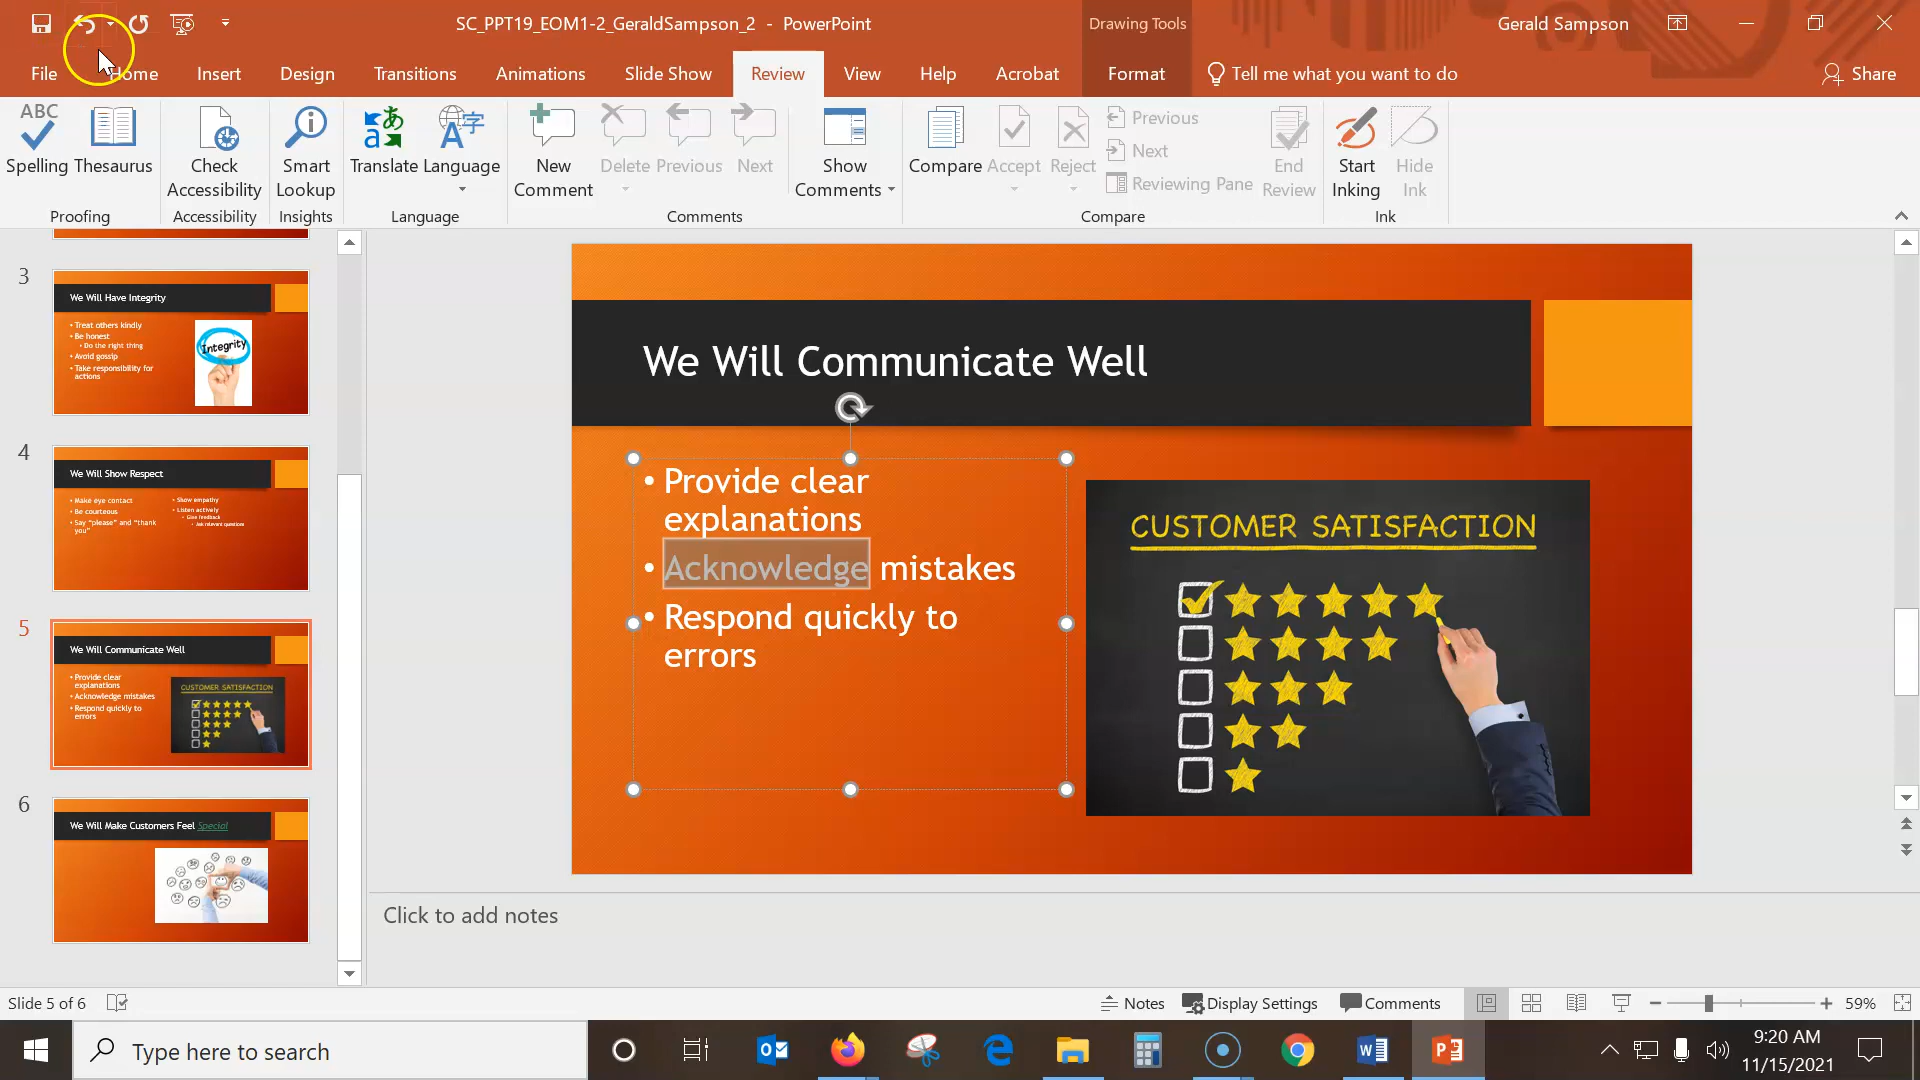 SC_PPT19_EOM1-2_GeraldSampson_2 - PowerPoint
Drawing Tools
Gerald Sampson
File
Home
Insert
Design
Transitions
Animations
Slide Show
Review
View
Help
Acrobat
Format
Tell me what you want to do
Share
ABC
Spelling
Thesaurus
Proofing
Check
Accessibility
Accessibility
Smart
Lookup
Insights
Translate
Language
Language
New
Comment
Delete
Previous
Next
Show
Comments
Comments
Compare
Accept
Reject
Previous
Next
Reviewing Pane
End
Review
Compare
Start
Inking
Hide
Ink
Ink
3
We Will Have Integrity
• Treat others kindly
• Be honest
• Do the right thing
• Avoid gossip
• Take responsibility for
actions
Integrity
4
We Will Show Respect
• Make eye contact
• Be courteous
• Say “please” and “thank
you”
• Show empathy
• Listen actively
• Give feedback
• Ask relevant questions
5
We Will Communicate Well
• Provide clear
explanations
• Acknowledge mistakes
• Respond quickly to
errors
CUSTOMER SATISFACTION
6
We Will Make Customers Feel Special
We Will Communicate Well
• Provide clear
explanations
• Acknowledge mistakes
• Respond quickly to
errors
CUSTOMER SATISFACTION
Click to add notes
Slide 5 of 6
Notes
Display Settings
Comments
59%
Type here to search
9:20 AM
11/15/2021